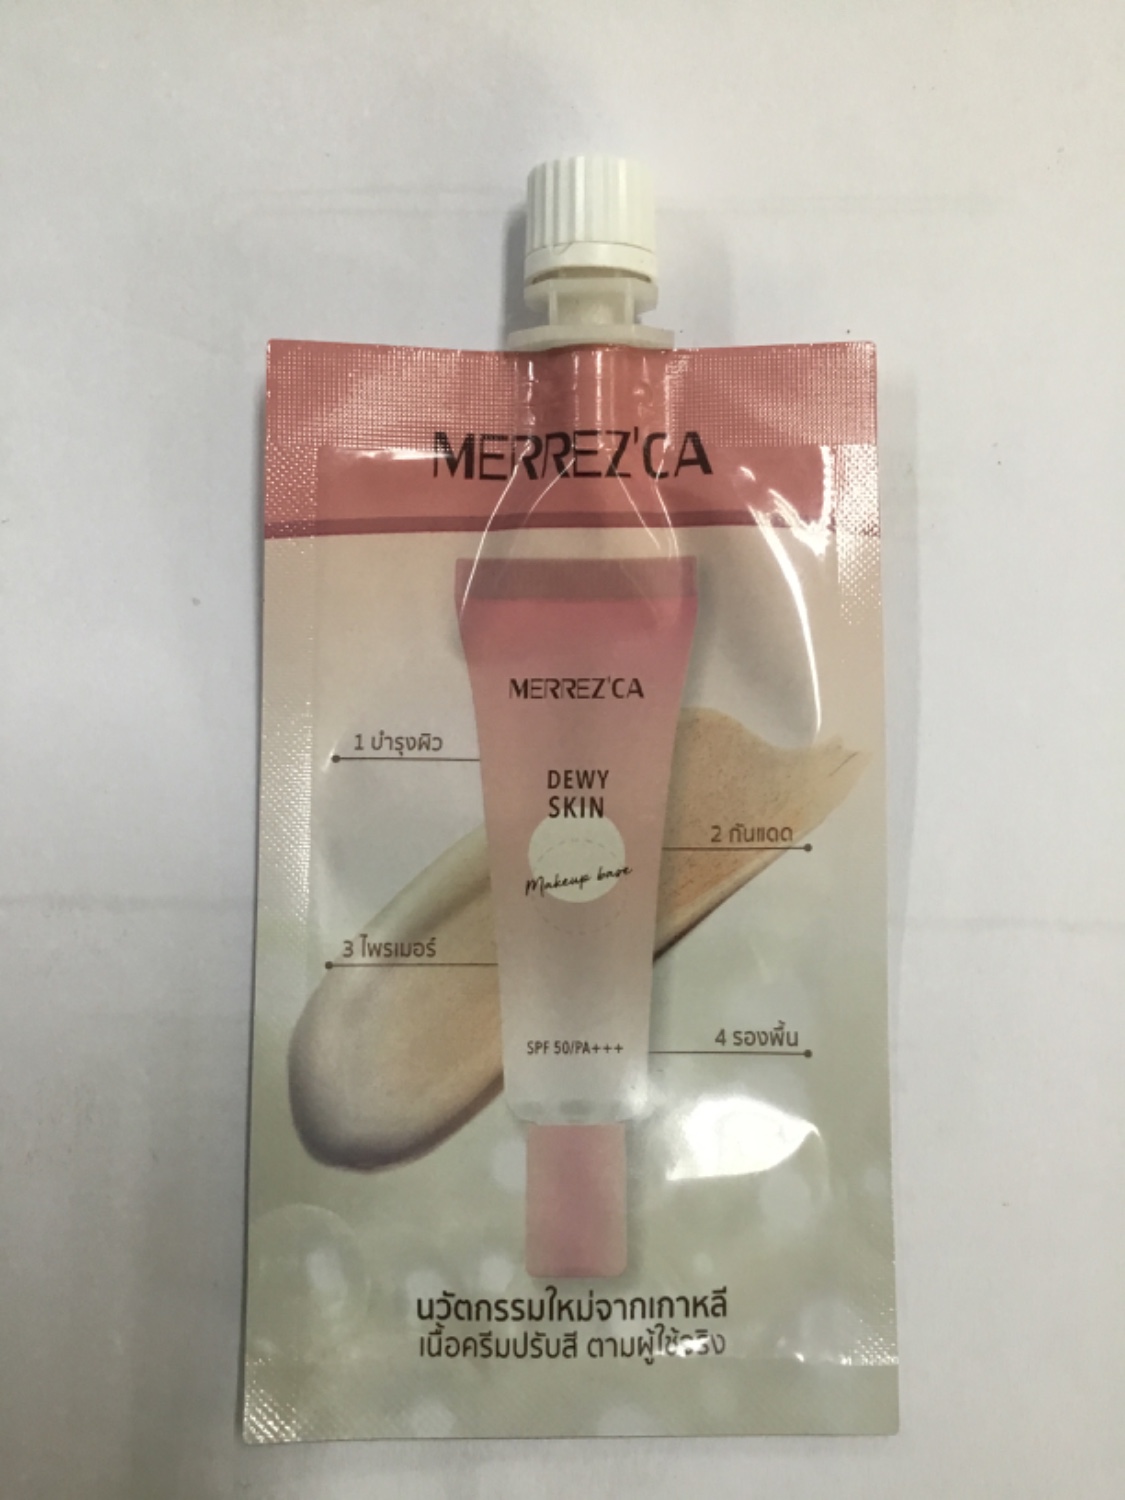 MERREZ'CA
MERREZ'CA
1 บำรุงผิว
DEWY
SKIN
2 กันแดด
Makeup base
3 ไพรเมอร์
4 รองพื้น
SPF 50/PA+++
นวัตกรรมใหม่จากเกาหลี
เนื้อครีมปรับสี ตามผู้ใช้จริง